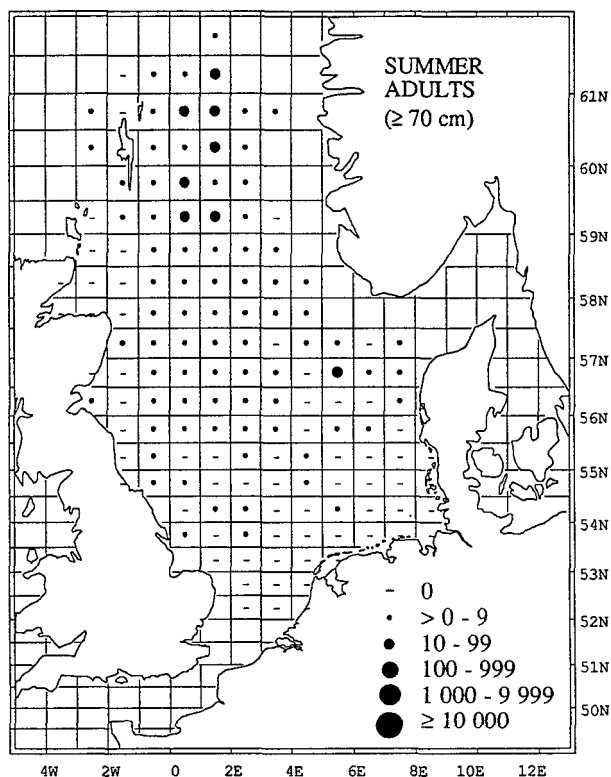 SUMMER
ADULTS
(≥ 70 cm)
61N
60N
59N
58N
57N
56N
55N
54N
53N
52N
51N
50N
- 0
> 0 - 9
10 - 99
100 - 999
1 000 - 9 999
≥ 10 000
4W 2W 0 2E 4E 6E 8E 10E 12E